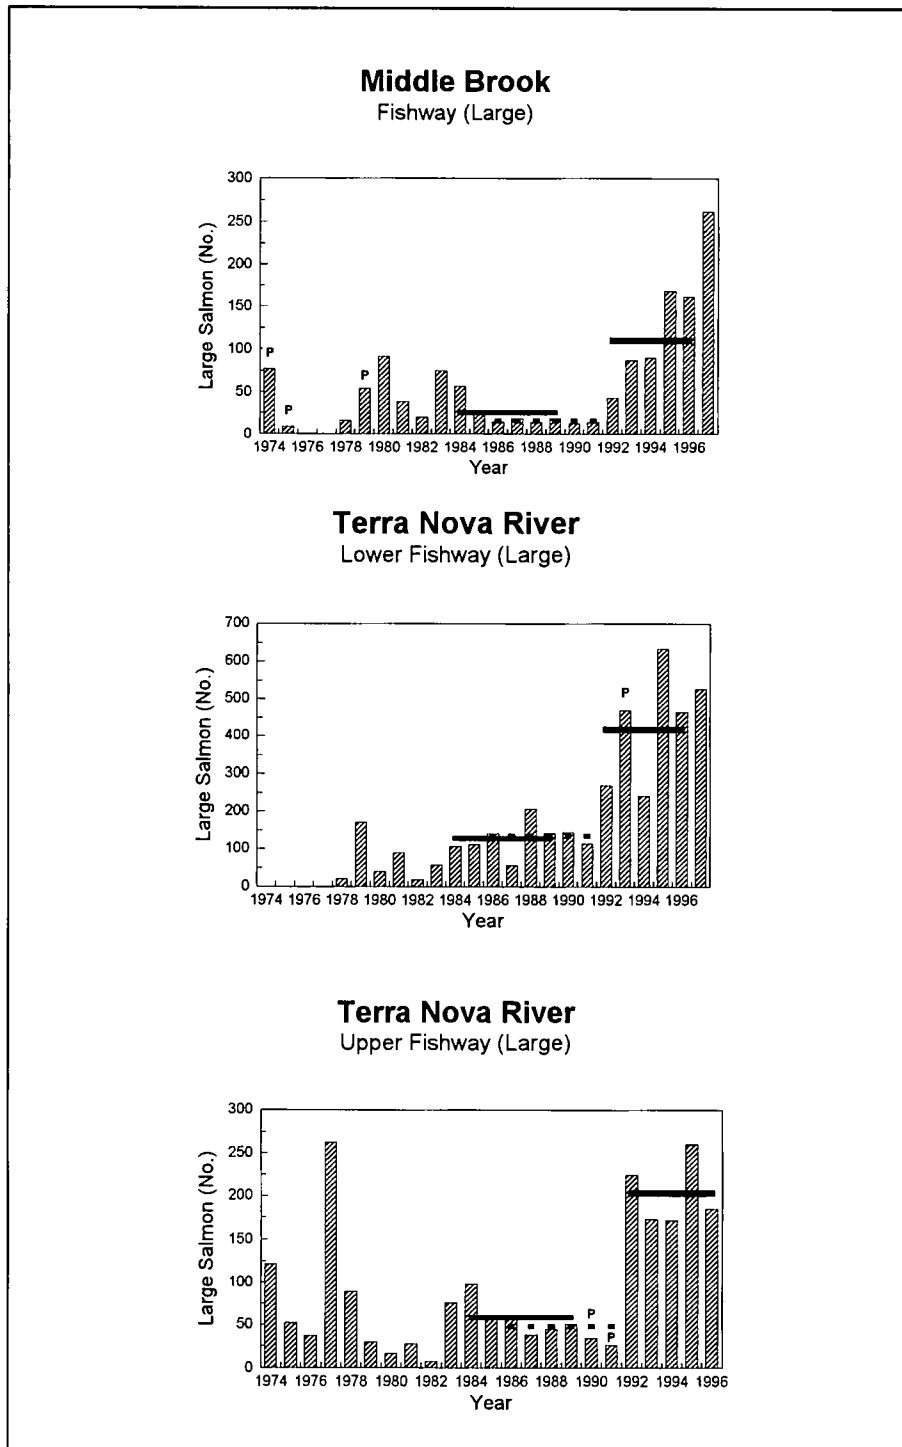 Middle Brook
Fishway (Large)
300
250
200
150
100
50
0
Large Salmon (No.)
P
P
P
1974 1976 1978 1980 1982 1984 1986 1988 1990 1992 1994 1996
Year
Terra Nova River
Lower Fishway (Large)
700
600
500
400
300
200
100
0
Large Salmon (No.)
P
1974 1976 1978 1980 1982 1984 1986 1988 1990 1992 1994 1996
Year
Terra Nova River
Upper Fishway (Large)
300
250
200
150
100
50
0
Large Salmon (No.)
P
P
1974 1976 1978 1980 1982 1984 1986 1988 1990 1992 1994 1996
Year